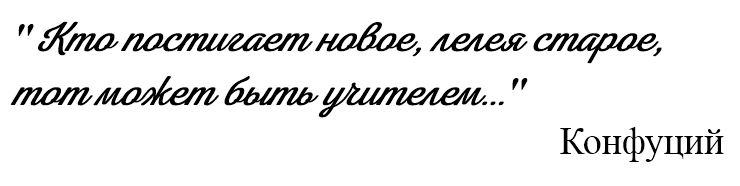 " Кто постигает новое, лелея старое,
тот может быть учителем..."
Конфуций